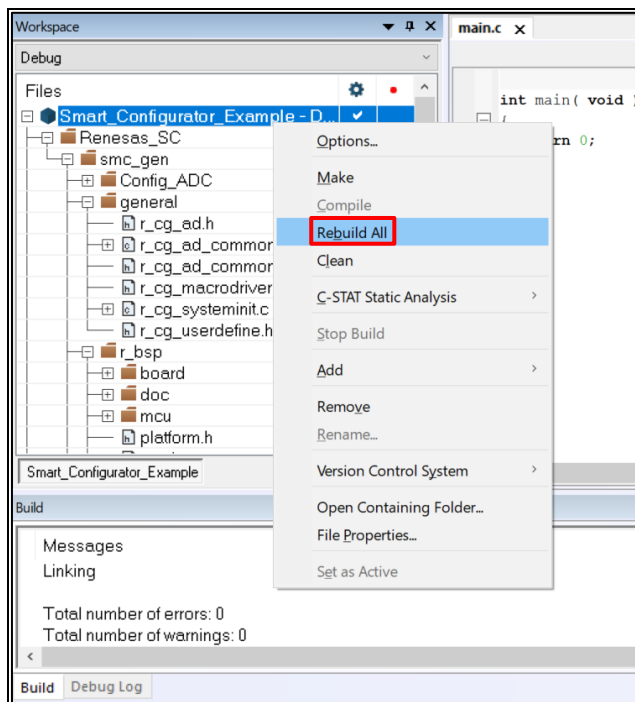 Workspace
Debug
Files
Smart_Configurator_Example - D...
Renesas_SC
smc_gen
Config_ADC
general
r_cg_ad.h
r_cg_ad_commor
r_cg_ad_commor
r_cg_macrodriver
r_cg_systeminit.c
r_cg_userdefine.h
r_bsp
board
doc
mcu
platform.h
Smart_Configurator_Example
main.c
int main( void )
{
rn 0;
Options...
Make
Compile
Rebuild All
Clean
C-STAT Static Analysis
Stop Build
Add
Remove
Rename...
Version Control System
Open Containing Folder...
File Properties...
Set as Active
Build
Messages
Linking
Total number of errors: 0
Total number of warnings: 0
Build Debug Log